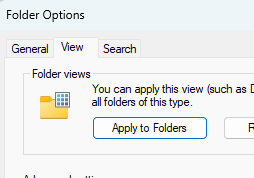 Folder Options
General View Search
Folder views
You can apply this view (such as
all folders of this type.
Apply to Folders